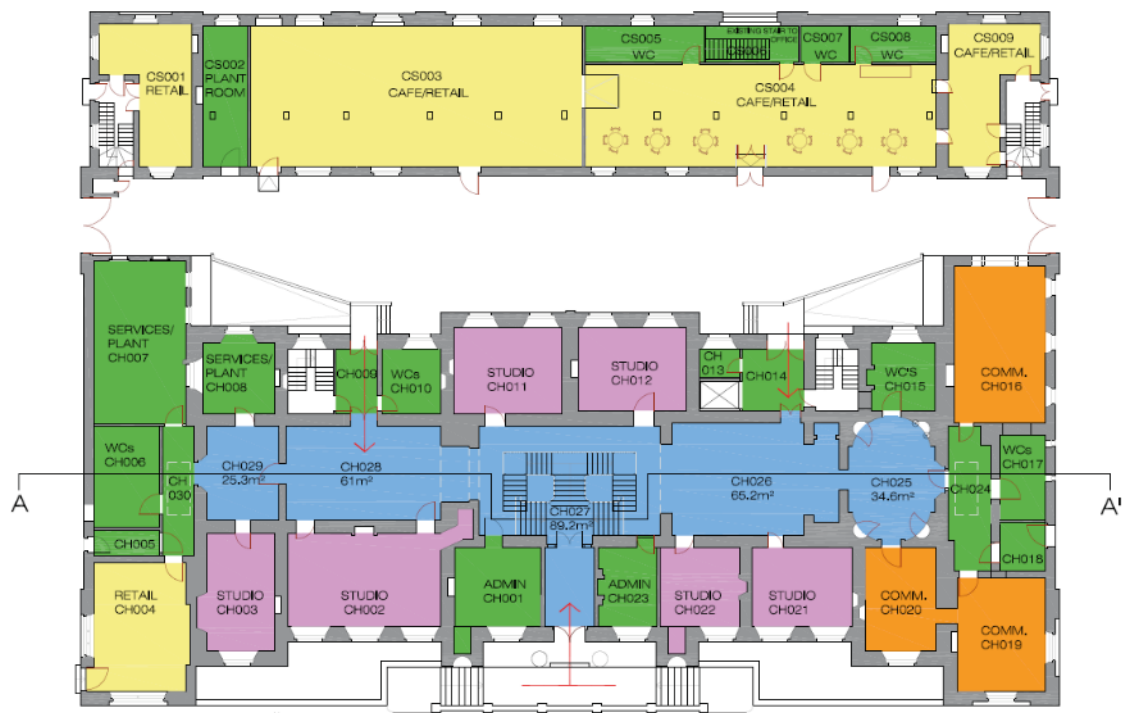 CS001
RETAIL
CS002
PLANT
ROOM
CS003
CAFE/RETAIL
CS005
WC
EXISTING STAIR TO
OFFICE
CS006
CS007
WC
CS008
WC
CS004
CAFE/RETAIL
CS009
CAFE/RETAIL
SERVICES/
PLANT
CH007
SERVICES/
PLANT
CH008
CH009
WCs
CH010
STUDIO
CH011
STUDIO
CH012
CH
013
CH014
WC'S
CH015
COMM.
CH016
WCs
CH006
CH
030
CH029
25.3m²
CH028
61m²
CH027
89.2m²
CH026
65.2m²
CH025
34.6m²
CH024
WCs
CH017
A
A'
CH005
CH018
RETAIL
CH004
STUDIO
CH003
STUDIO
CH002
ADMIN
CH001
ADMIN
CH023
STUDIO
CH022
STUDIO
CH021
COMM.
CH020
COMM.
CH019